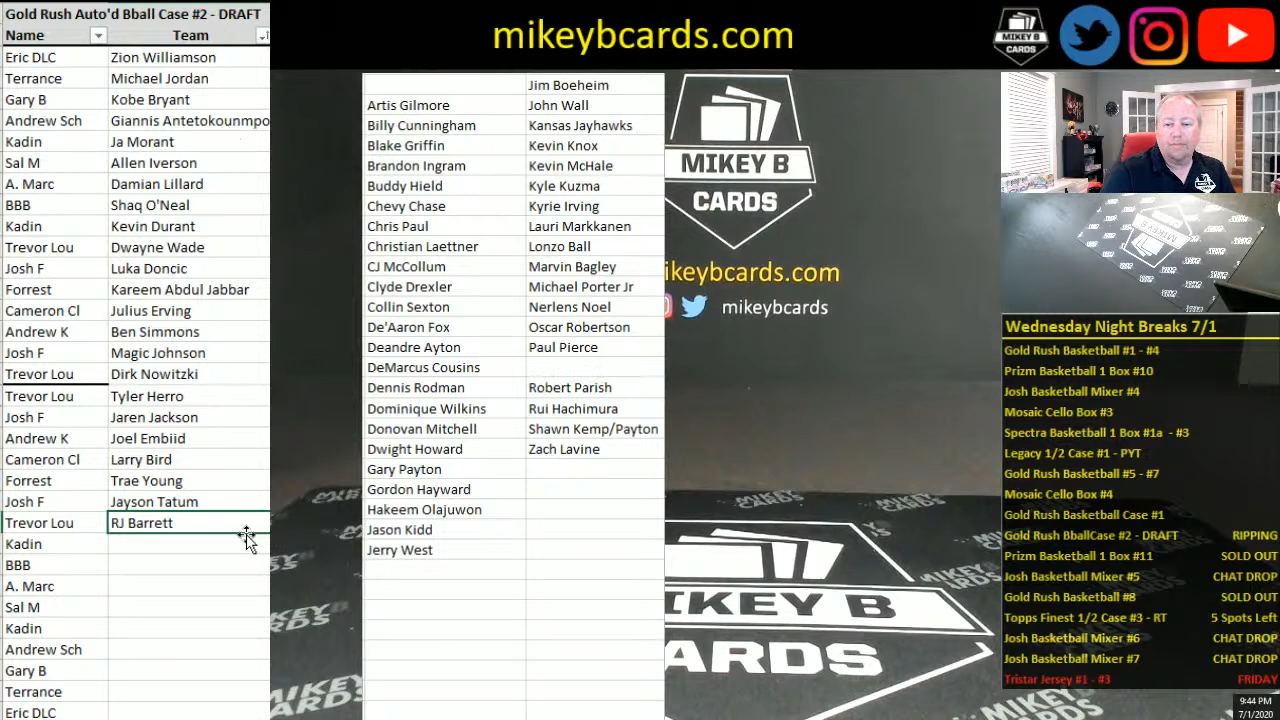 Gold Rush Auto'd Bball Case #2 - DRAFT
Name Team
Eric DLC Zion Williamson
Terrance Michael Jordan
Gary B Kobe Bryant
Andrew Sch Giannis Antetokounmpo
Kadin Ja Morant
Sal M Allen Iverson
A. Marc Damian Lillard
BBB Shaq O'Neal
Kadin Kevin Durant
Trevor Lou Dwayne Wade
Josh F Luka Doncic
Forrest Kareem Abdul Jabbar
Cameron Cl Julius Erving
Andrew K Ben Simmons
Josh F Magic Johnson
Trevor Lou Dirk Nowitzki
Trevor Lou Tyler Herro
Josh F Jaren Jackson
Andrew K Joel Embiid
Cameron Cl Larry Bird
Forrest Trae Young
Josh F Jayson Tatum
Trevor Lou RJ Barrett
Kadin
BBB
A. Marc
Sal M
Kadin
Andrew Sch
Gary B
Terrance
Eric DLC
mikeybcards.com
Jim Boeheim
Artis Gilmore John Wall
Billy Cunningham Kansas Jayhawks
Blake Griffin Kevin Knox
Brandon Ingram Kevin McHale
Buddy Hield Kyle Kuzma
Chevy Chase Kyrie Irving
Chris Paul Lauri Markkanen
Christian Laettner Lonzo Ball
CJ McCollum Marvin Bagley
Clyde Drexler Michael Porter Jr
Collin Sexton Nerlens Noel
De'Aaron Fox Oscar Robertson
Deandre Ayton Paul Pierce
DeMarcus Cousins
Dennis Rodman Robert Parish
Dominique Wilkins Rui Hachimura
Donovan Mitchell Shawn Kemp/Payton
Dwight Howard Zach Lavine
Gary Payton
Gordon Hayward
Hakeem Olajuwon
Jason Kidd
Jerry West
MIKEY B
CARDS
ikeybcards.com
mikeybcards
IKEY B
ARDS
MIKEY B
CARDS
MIKEY B
CARDS
Wednesday Night Breaks 7/1
Gold Rush Basketball #1 - #4
Prizm Basketball 1 Box #10
Josh Basketball Mixer #4
Mosaic Cello Box #3
Spectra Basketball 1 Box #1a - #3
Legacy 1/2 Case #1 - PYT
Gold Rush Basketball #5 - #7
Mosaic Cello Box #4
Gold Rush Basketball Case #1
Gold Rush BballCase #2 - DRAFT RIPPING
Prizm Basketball 1 Box #11 SOLD OUT
Josh Basketball Mixer #5 CHAT DROP
Gold Rush Basketball #8 SOLD OUT
Topps Finest 1/2 Case #3 - RT 5 Spots Left
Josh Basketball Mixer #6 CHAT DROP
Josh Basketball Mixer #7 CHAT DROP
Tristar Jersey #1 - #3 FRIDAY
9:44 PM
7/1/2020